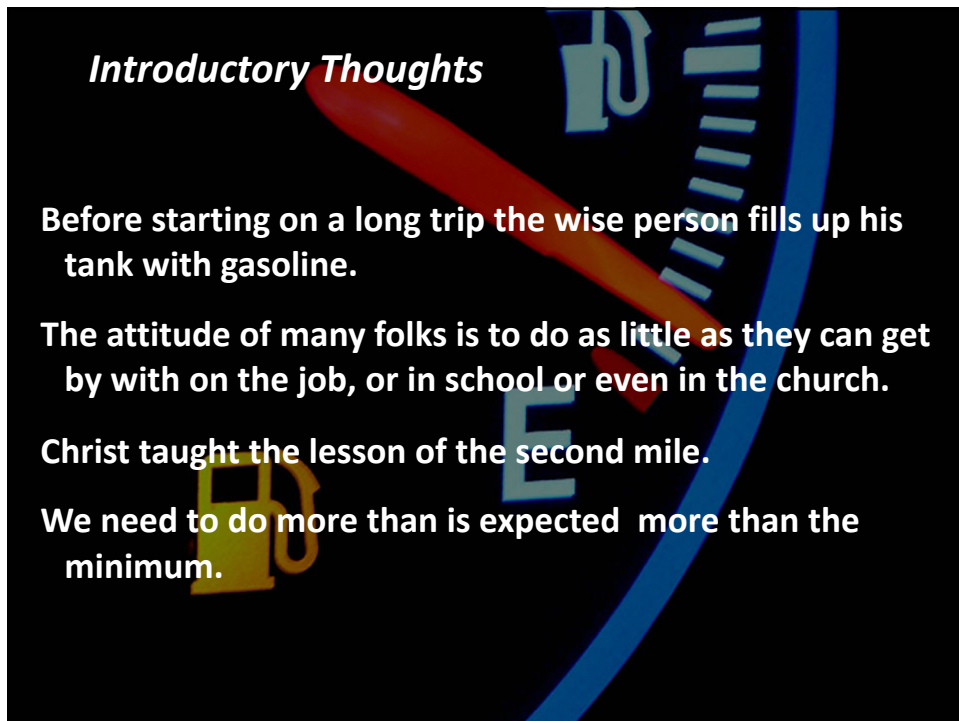 Introductory Thoughts
Before starting on a long trip the wise person fills up his
tank with gasoline.
The attitude of many folks is to do as little as they can get
by with on the job, or in school or even in the church.
E
Christ taught the lesson of the second mile.
We need to do more than is expected  more than the
minimum.